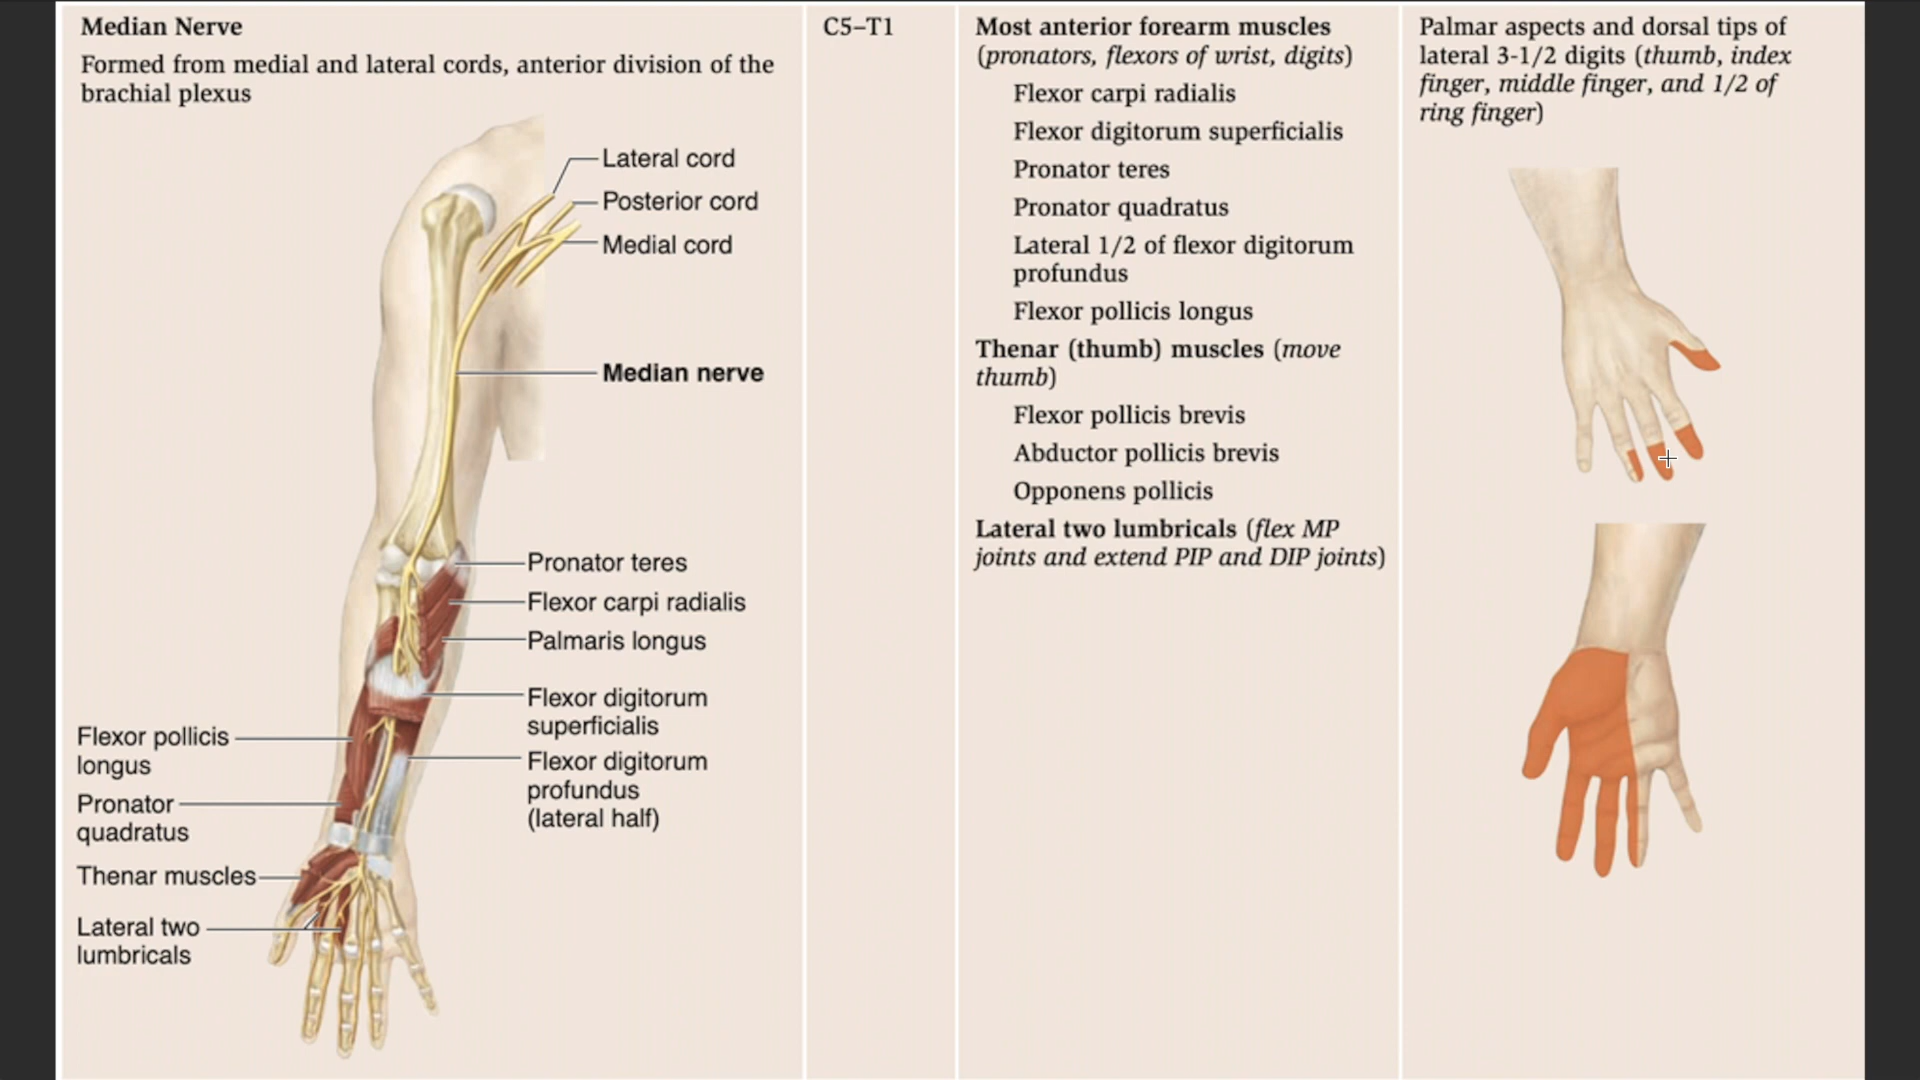 Median Nerve
Formed from medial and lateral cords, anterior division of the
brachial plexus
Lateral cord
Posterior cord
Medial cord
Median nerve
Pronator teres
Flexor carpi radialis
Palmaris longus
Flexor digitorum
superficialis
Flexor digitorum
profundus
(lateral half)
Flexor pollicis
longus
Pronator
quadratus
Thenar muscles
Lateral two
lumbricals
C5–T1
Most anterior forearm muscles
(pronators, flexors of wrist, digits)
Flexor carpi radialis
Flexor digitorum superficialis
Pronator teres
Pronator quadratus
Lateral 1/2 of flexor digitorum
profundus
Flexor pollicis longus
Thenar (thumb) muscles (move
thumb)
Flexor pollicis brevis
Abductor pollicis brevis
Opponens pollicis
Lateral two lumbricals (flex MP
joints and extend PIP and DIP joints)
Palmar aspects and dorsal tips of
lateral 3-1/2 digits (thumb, index
finger, middle finger, and 1/2 of
ring finger)